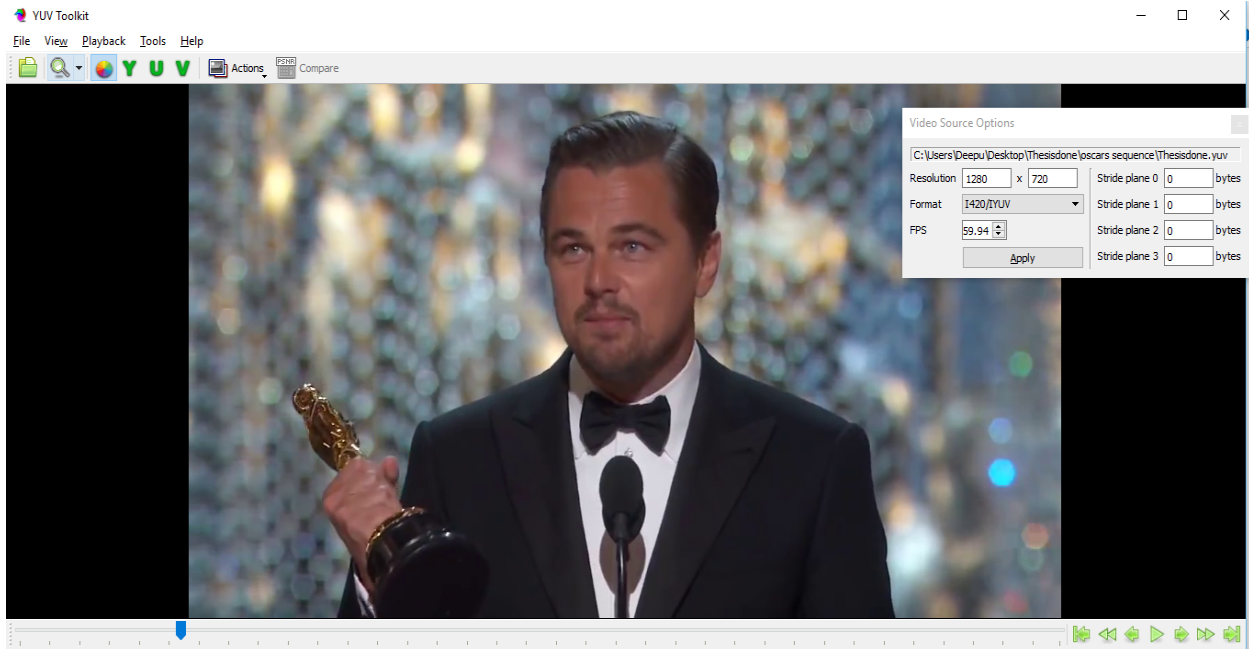 YUV Toolkit
File View Playback Tools Help
Y U V Actions PSNR Compare
Video Source Options
C:\Users\Deepu\Desktop\Thesisdone\oscars sequence\Thesisdone.yuv
Resolution 1280 x 720 Stride plane 0 0 bytes
Format I420/IYUV Stride plane 1 0 bytes
FPS 59.94 Stride plane 2 0 bytes
Apply Stride plane 3 0 bytes